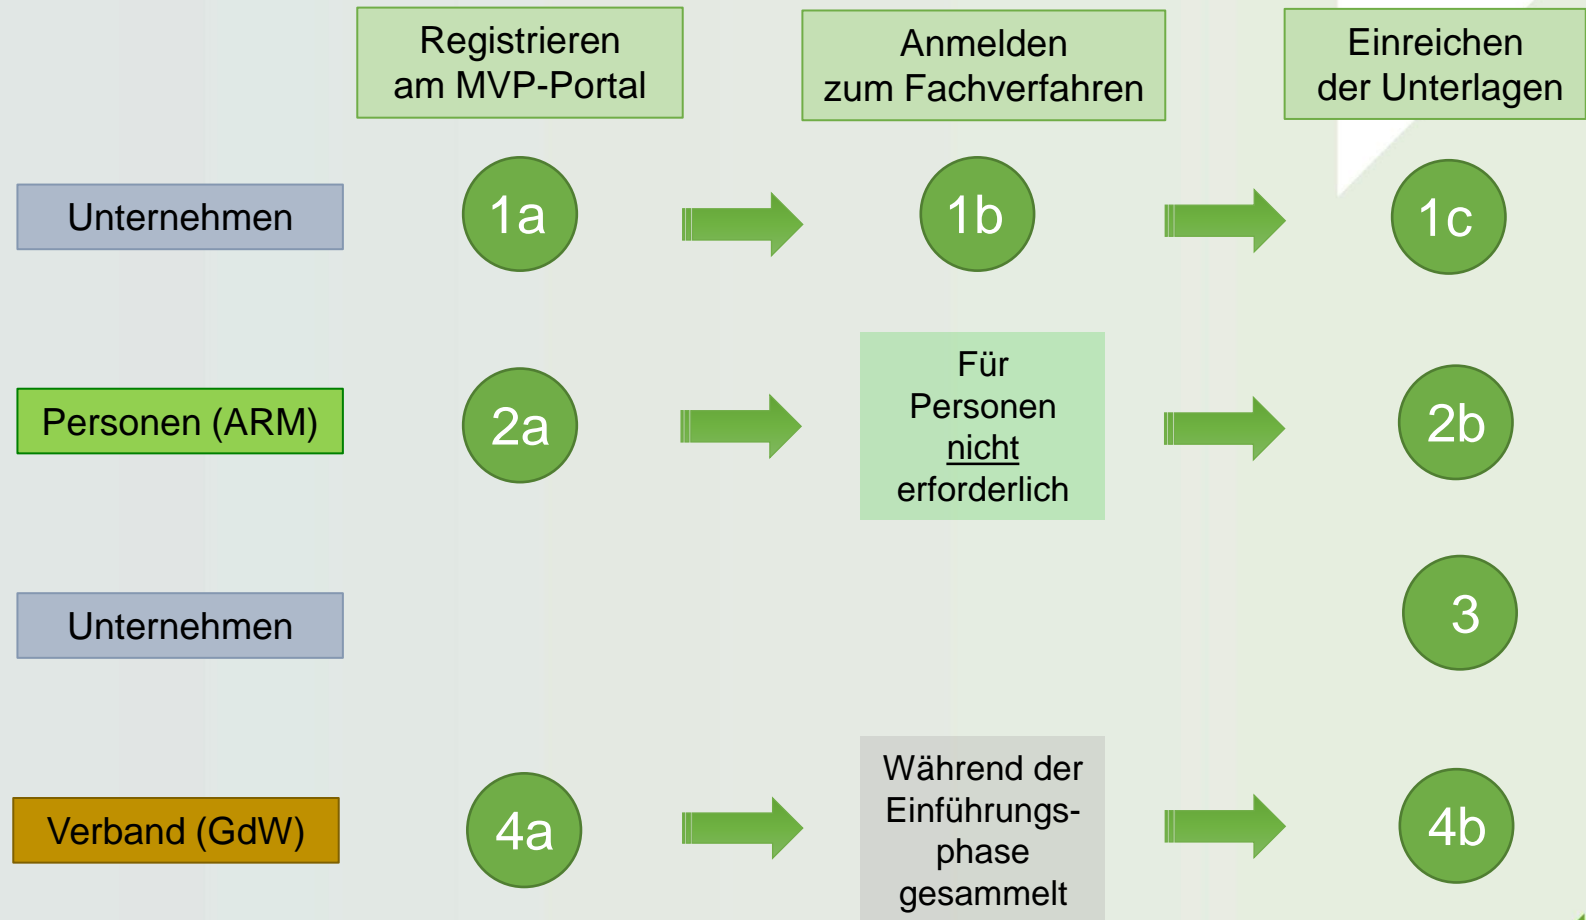 Registrieren
am MVP-Portal
Anmelden
zum Fachverfahren
Einreichen
der Unterlagen
Unternehmen
1a
1b
1c
Personen (ARM)
2a
Für
Personen
nicht
erforderlich
2b
Unternehmen
3
Verband (GdW)
4a
Während der
Einführungs-
phase
gesammelt
4b